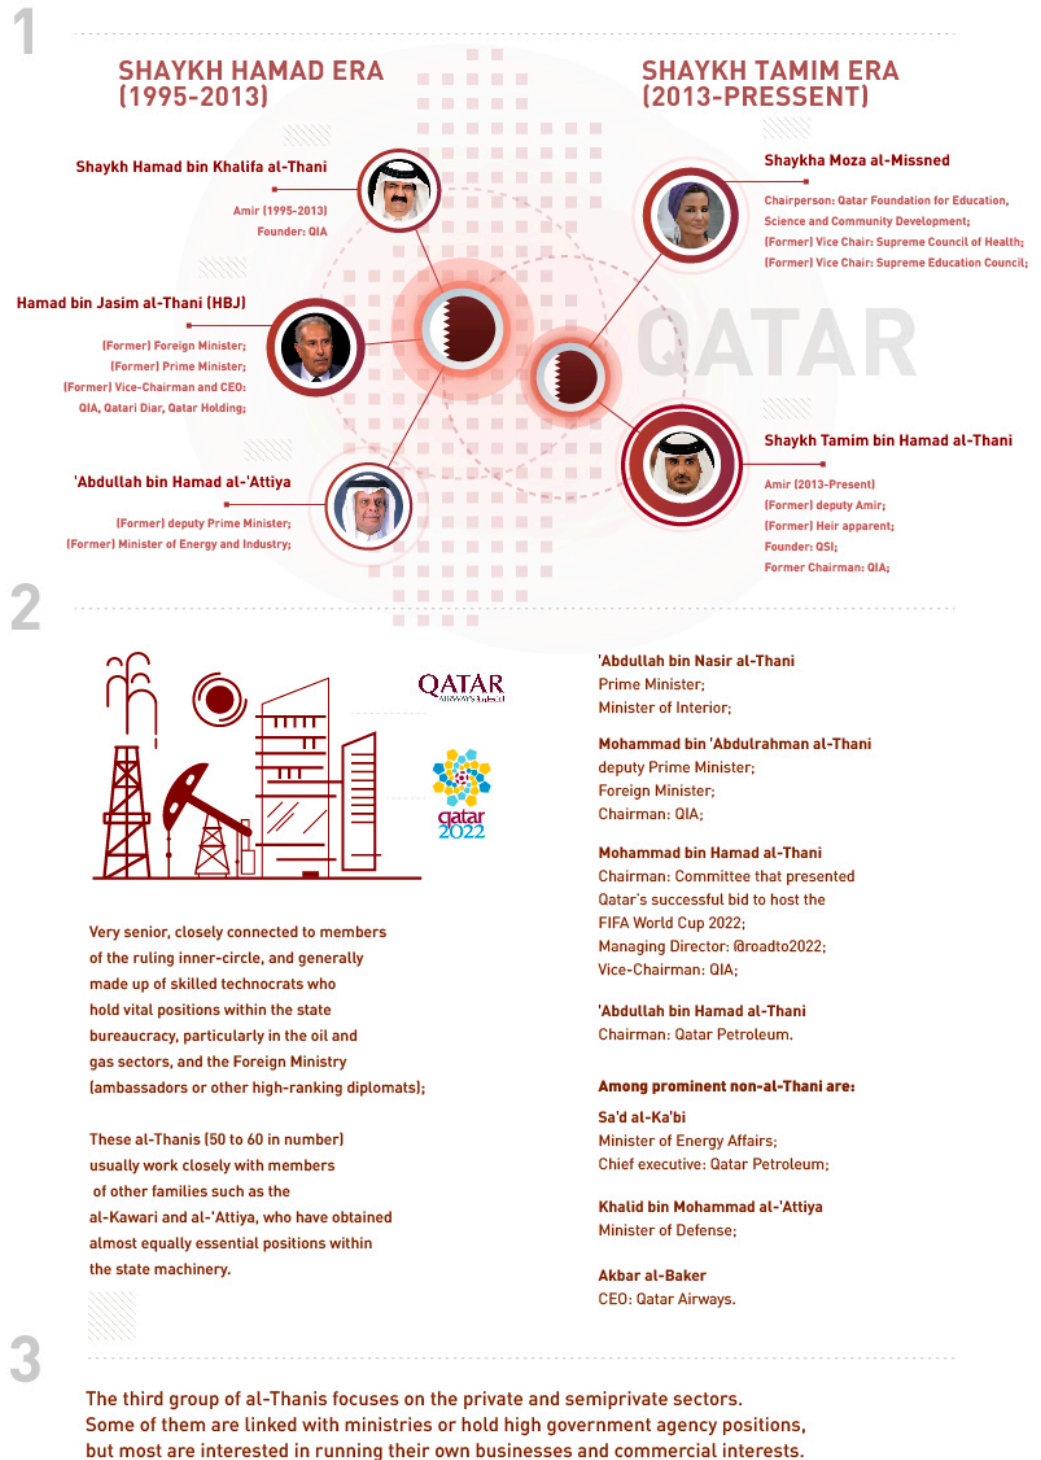 1
SHAYKH HAMAD ERA
(1995-2013)
Shaykh Hamad bin Khalifa al-Thani
Amir (1995-2013)
Founder: QIA
Hamad bin Jasim al-Thani (HBJ)
(Former) Foreign Minister;
(Former) Prime Minister;
(Former) Vice-Chairman and CEO:
QIA, Qatari Diar, Qatar Holding;
'Abdullah bin Hamad al-'Attiya
(Former) deputy Prime Minister;
(Former) Minister of Energy and Industry;
SHAYKH TAMIM ERA
(2013-PRESSENT)
Shaykha Moza al-Missned
Chairperson: Qatar Foundation for Education,
Science and Community Development;
(Former) Vice Chair: Supreme Council of Health;
(Former) Vice Chair: Supreme Education Council;
QATAR
Shaykh Tamim bin Hamad al-Thani
Amir (2013-Present)
(Former) deputy Amir;
(Former) Heir apparent;
Founder: QSI;
Former Chairman: QIA;
2
QATAR
AIRWAYS القطرية
qatar
2022
Very senior, closely connected to members
of the ruling inner-circle, and generally
made up of skilled technocrats who
hold vital positions within the state
bureaucracy, particularly in the oil and
gas sectors, and the Foreign Ministry
(ambassadors or other high-ranking diplomats);
These al-Thanis (50 to 60 in number)
usually work closely with members
of other families such as the
al-Kawari and al-'Attiya, who have obtained
almost equally essential positions within
the state machinery.
'Abdullah bin Nasir al-Thani
Prime Minister;
Minister of Interior;
Mohammad bin 'Abdulrahman al-Thani
deputy Prime Minister;
Foreign Minister;
Chairman: QIA;
Mohammad bin Hamad al-Thani
Chairman: Committee that presented
Qatar's successful bid to host the
FIFA World Cup 2022;
Managing Director: @roadto2022;
Vice-Chairman: QIA;
'Abdullah bin Hamad al-Thani
Chairman: Qatar Petroleum.
Among prominent non-al-Thani are:
Sa'd al-Ka'bi
Minister of Energy Affairs;
Chief executive: Qatar Petroleum;
Khalid bin Mohammad al-'Attiya
Minister of Defense;
Akbar al-Baker
CEO: Qatar Airways.
3
The third group of al-Thanis focuses on the private and semiprivate sectors.
Some of them are linked with ministries or hold high government agency positions,
but most are interested in running their own businesses and commercial interests.